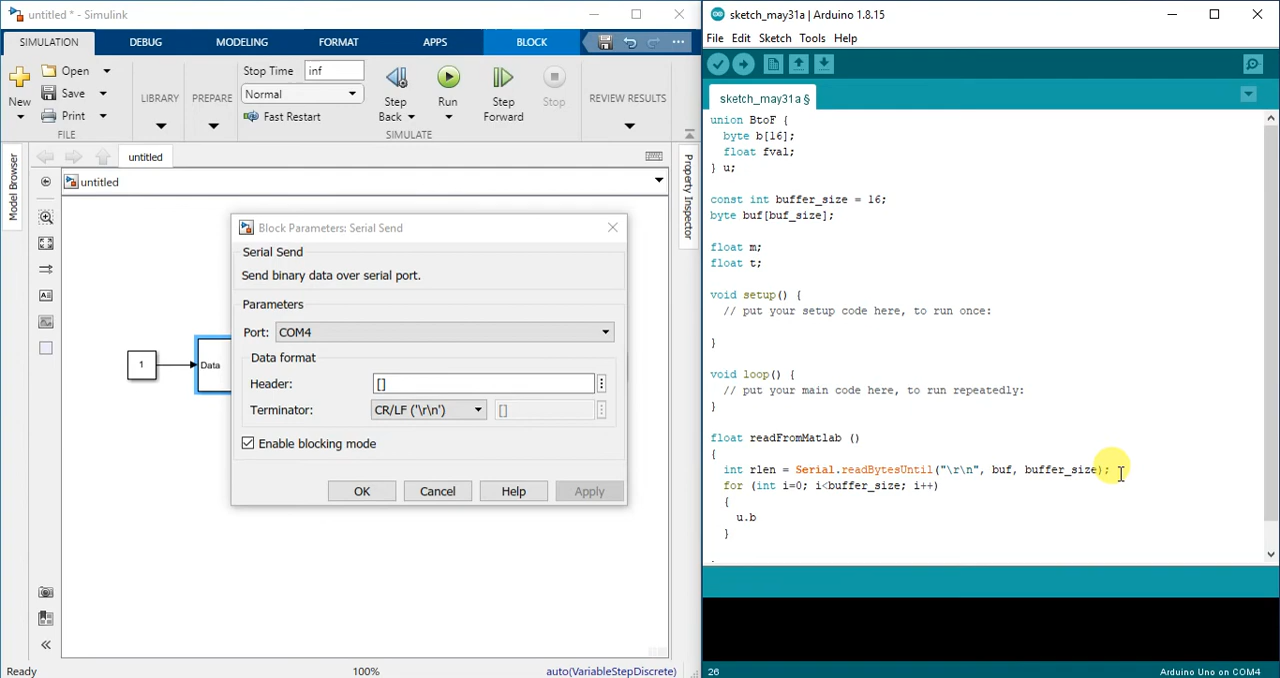 untitled * - Simulink
SIMULATION
DEBUG
MODELING
FORMAT
APPS
BLOCK
New
Open
Save
Print
FILE
LIBRARY
PREPARE
Stop Time
inf
Normal
Fast Restart
Step
Back
Run
Step
Forward
Stop
SIMULATE
REVIEW RESULTS
Model Browser
untitled
untitled
Property Inspector
1
Data
Block Parameters: Serial Send
Serial Send
Send binary data over serial port.
Parameters
Port: COM4
Data format
Header: []
Terminator: CR/LF ('\r\n') []
Enable blocking mode
OK
Cancel
Help
Apply
Ready
100%
auto(VariableStepDiscrete)
sketch_may31a | Arduino 1.8.15
File Edit Sketch Tools Help
sketch_may31a §
union BtoF {
byte b[16];
float fval;
} u;
const int buffer_size = 16;
byte buf[buf_size];
float m;
float t;
void setup() {
// put your setup code here, to run once:
}
void loop() {
// put your main code here, to run repeatedly:
}
float readFromMatlab ()
{
int rlen = Serial.readBytesUntil("\r\n", buf, buffer_size);
for (int i=0; i<buffer_size; i++)
{
u.b
}
26
Arduino Uno on COM4